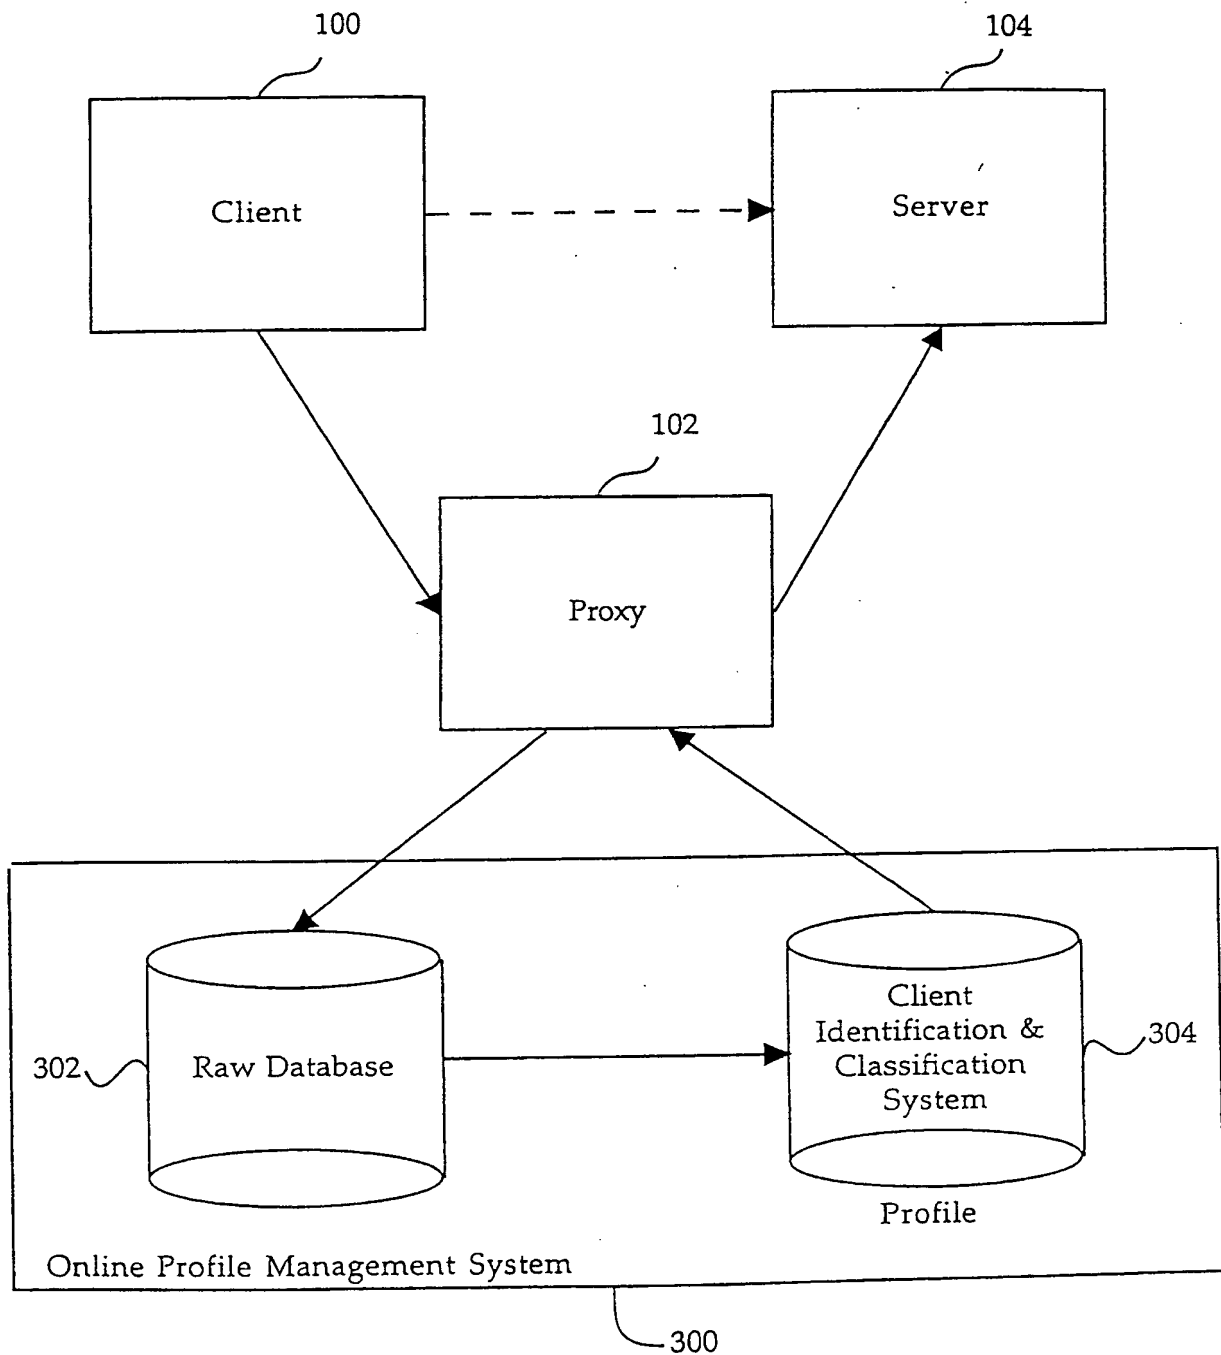 100
104
Client
Server
102
Proxy
302
Raw Database
Client
Identification &
Classification
System
304
Profile
Online Profile Management System
300